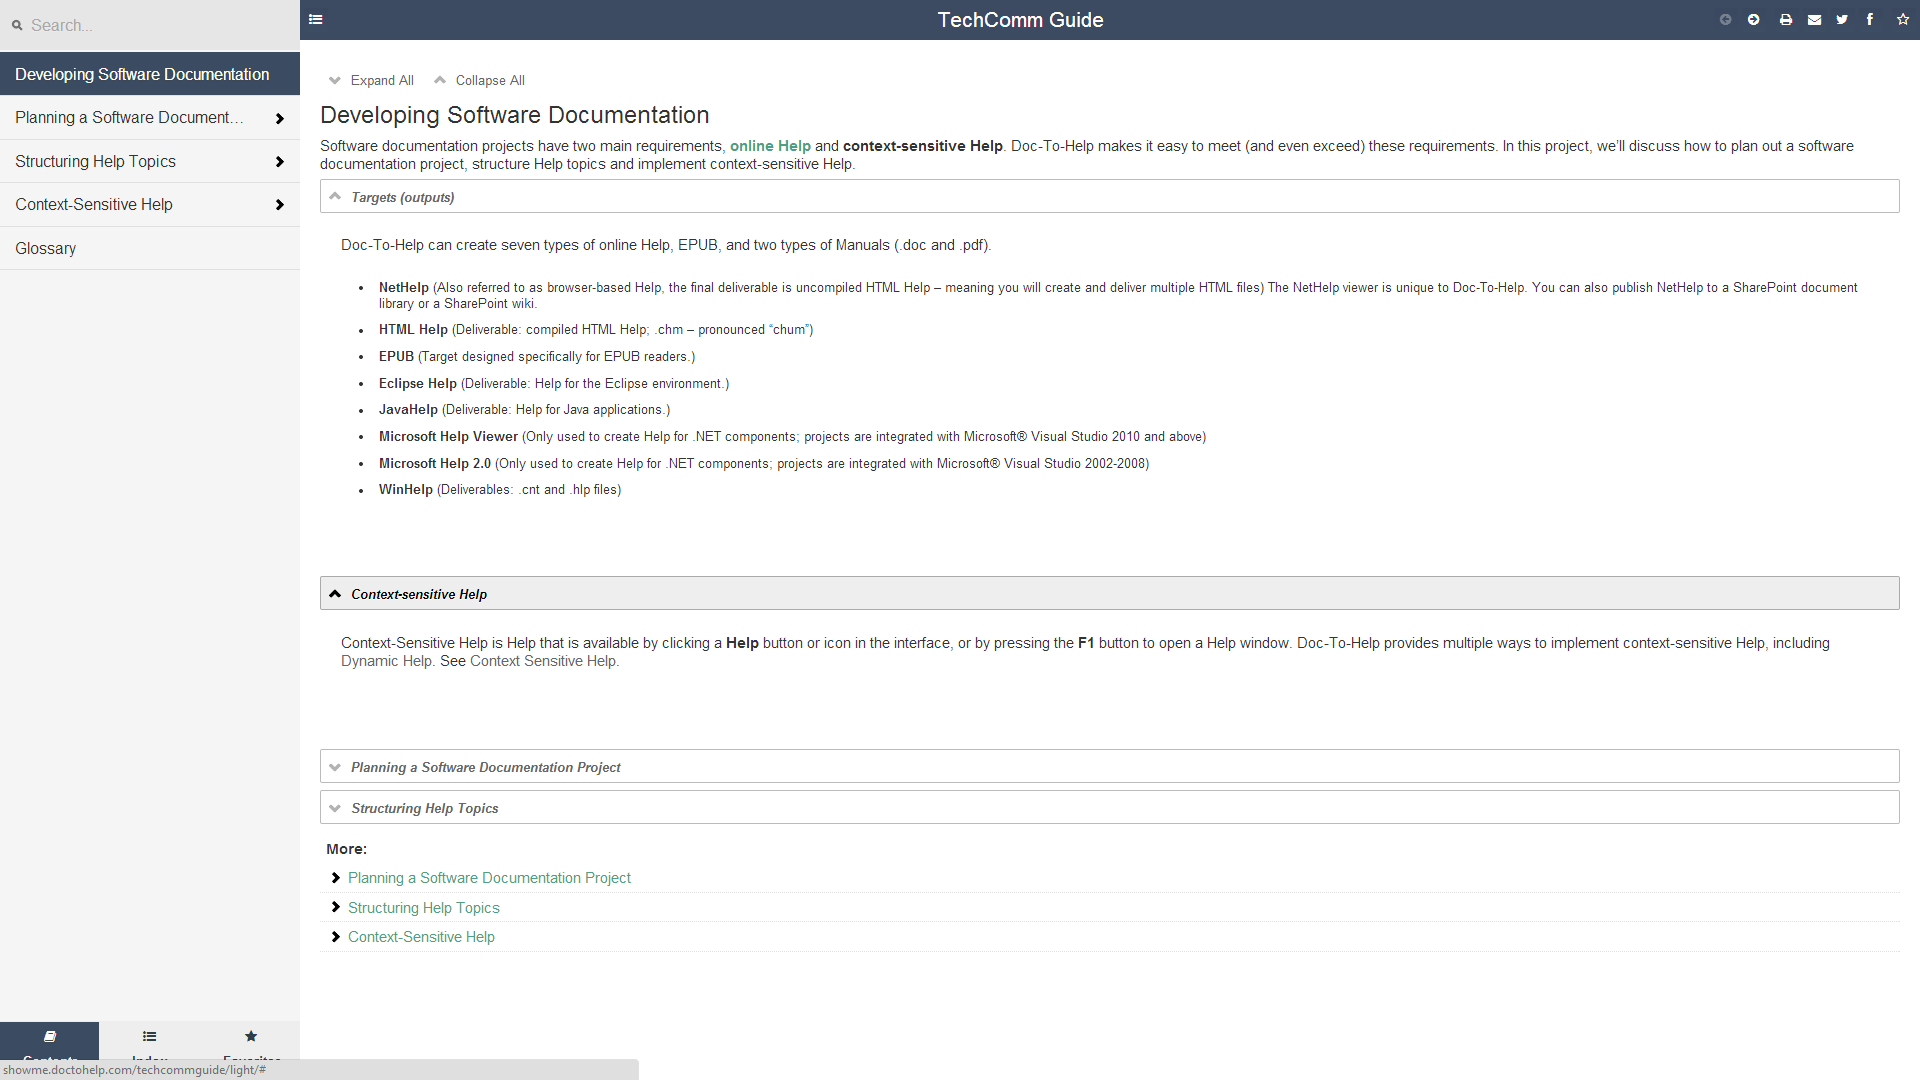 Search...
TechComm Guide
Developing Software Documentation
Planning a Software Document...
Structuring Help Topics
Context-Sensitive Help
Glossary
Expand All Collapse All
Developing Software Documentation
Software documentation projects have two main requirements, online Help and context-sensitive Help. Doc-To-Help makes it easy to meet (and even exceed) these requirements. In this project, we'll discuss how to plan out a software
documentation project, structure Help topics and implement context-sensitive Help.
Targets (outputs)
Doc-To-Help can create seven types of online Help, EPUB, and two types of Manuals (.doc and .pdf).
• NetHelp (Also referred to as browser-based Help, the final deliverable is uncompiled HTML Help – meaning you will create and deliver multiple HTML files) The NetHelp viewer is unique to Doc-To-Help. You can also publish NetHelp to a SharePoint document
library or a SharePoint wiki.
• HTML Help (Deliverable: compiled HTML Help; .chm – pronounced “chum”)
• EPUB (Target designed specifically for EPUB readers.)
• Eclipse Help (Deliverable: Help for the Eclipse environment.)
• JavaHelp (Deliverable: Help for Java applications.)
• Microsoft Help Viewer (Only used to create Help for .NET components; projects are integrated with Microsoft® Visual Studio 2010 and above)
• Microsoft Help 2.0 (Only used to create Help for .NET components; projects are integrated with Microsoft® Visual Studio 2002-2008)
• WinHelp (Deliverables: .cnt and .hlp files)
Context-sensitive Help
Context-Sensitive Help is Help that is available by clicking a Help button or icon in the interface, or by pressing the F1 button to open a Help window. Doc-To-Help provides multiple ways to implement context-sensitive Help, including
Dynamic Help. See Context Sensitive Help.
Planning a Software Documentation Project
Structuring Help Topics
More:
Planning a Software Documentation Project
Structuring Help Topics
Context-Sensitive Help
Contents Index Favorites
showme.doctohelp.com/techcommguide/light/#